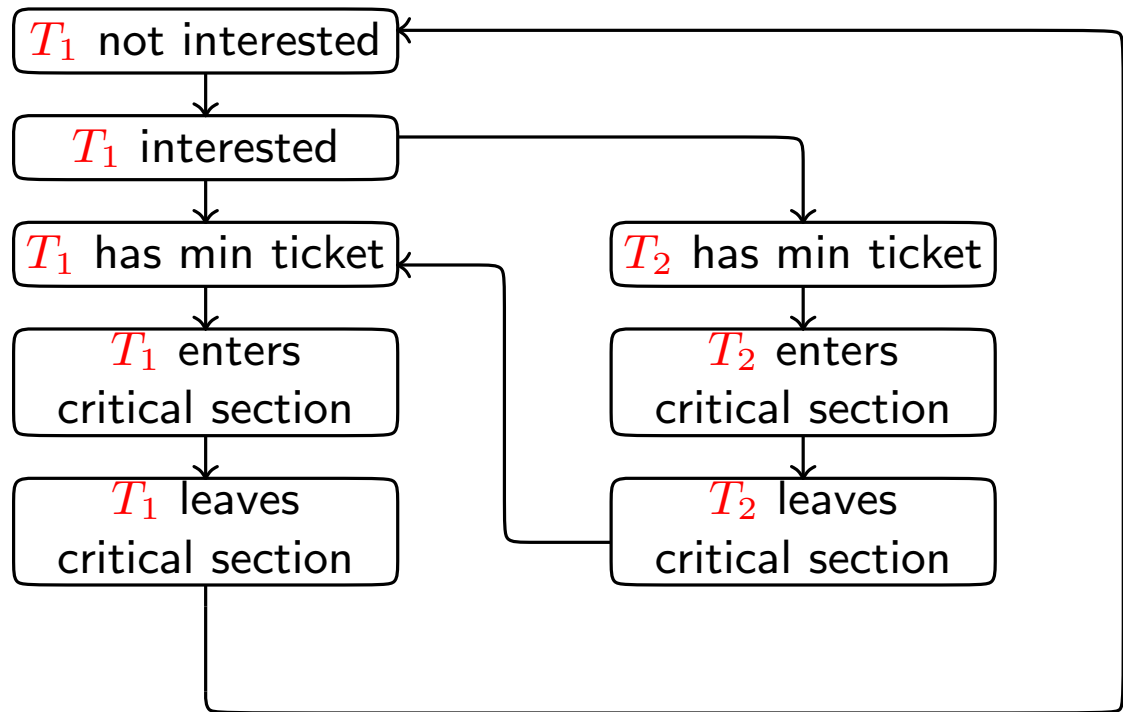 T₁ not interested
T₁ interested
T₁ has min ticket
T₂ has min ticket
T₁ enters
critical section
T₂ enters
critical section
T₁ leaves
critical section
T₂ leaves
critical section